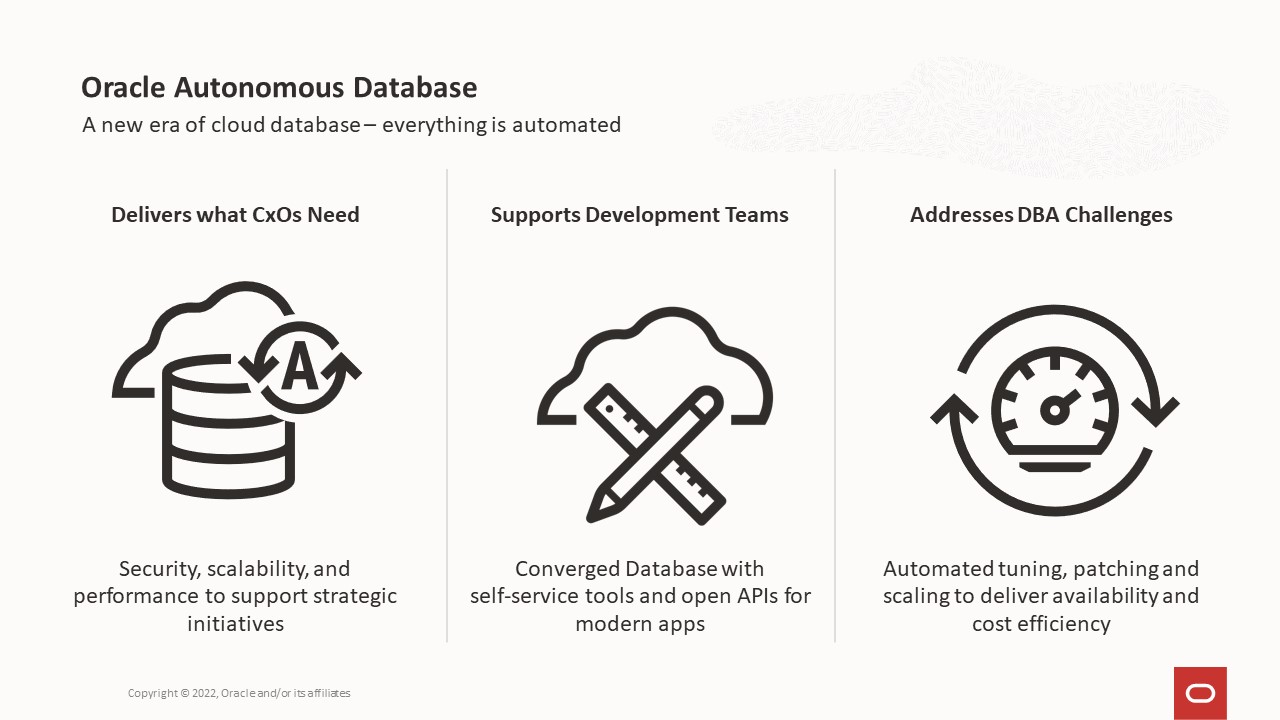 Oracle Autonomous Database
A new era of cloud database – everything is automated
Delivers what CxOs Need
Supports Development Teams
Addresses DBA Challenges
A
Security, scalability, and
performance to support strategic
initiatives
Converged Database with
self-service tools and open APIs for
modern apps
Automated tuning, patching and
scaling to deliver availability and
cost efficiency
Copyright © 2022, Oracle and/or its affiliates